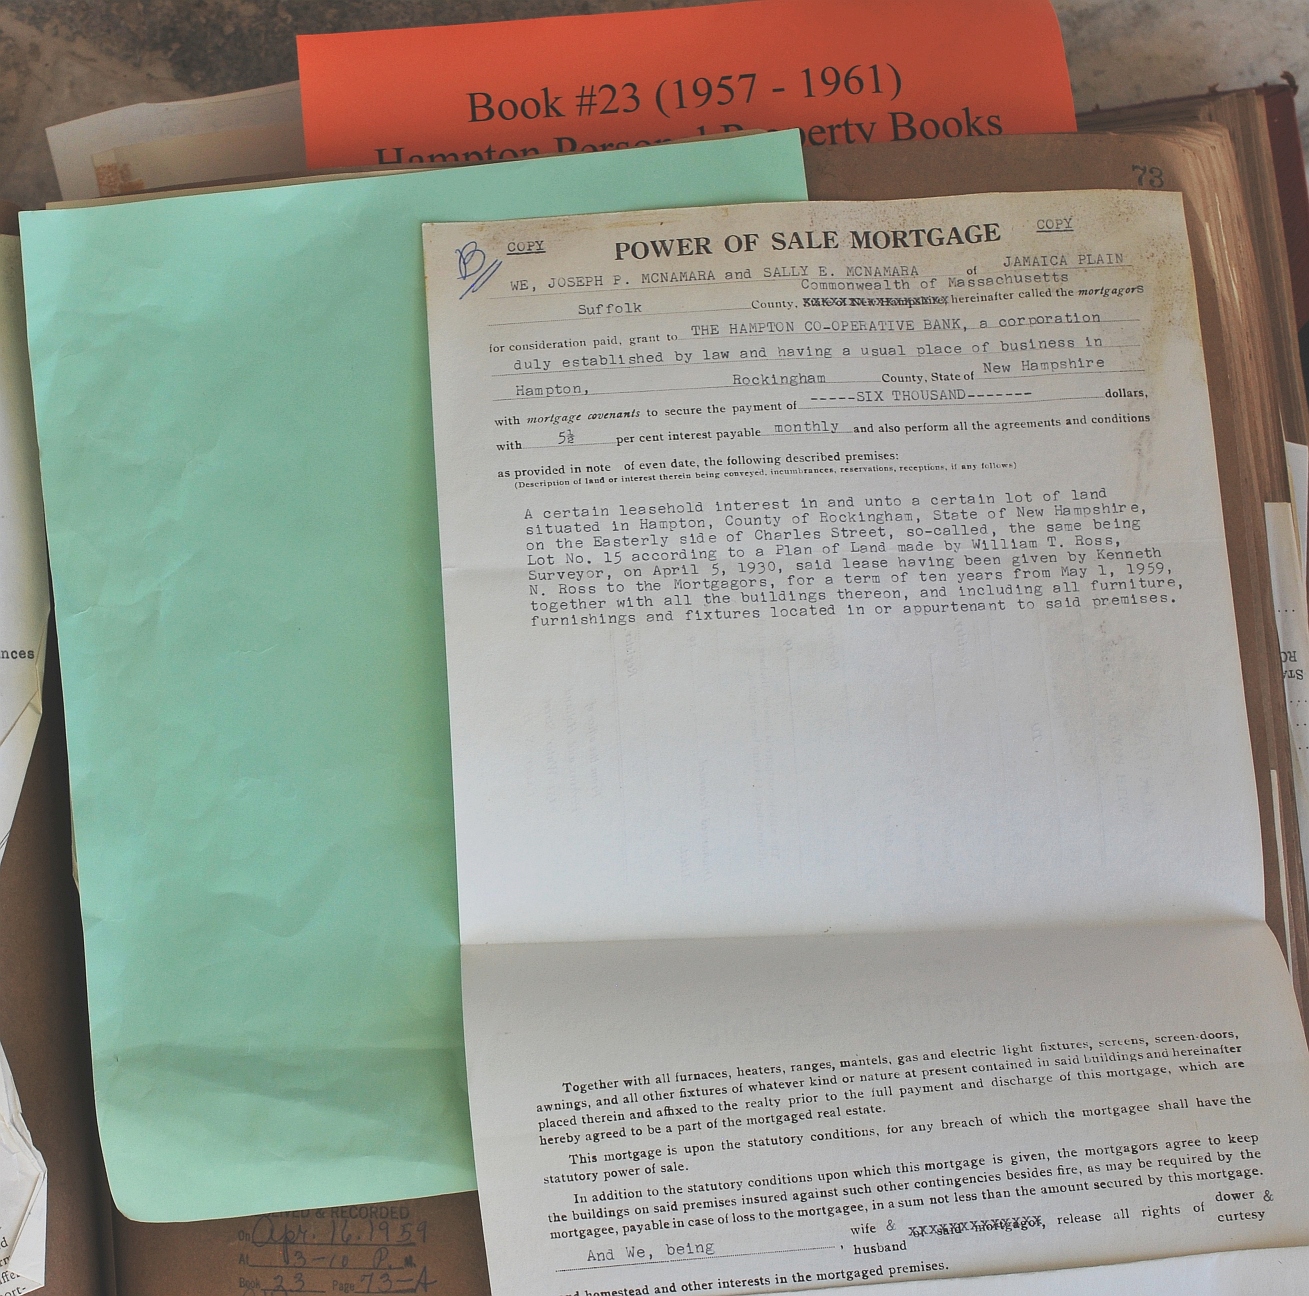 Book #23 (1957 - 1961)
Hampton Personal Property Books
73
B
COPY
COPY
POWER OF SALE MORTGAGE
WE, JOSEPH P. MCNAMARA and SALLY E. MCNAMARA of JAMAICA PLAIN
Commonwealth of Massachusetts
Suffolk County, State of New Hampshire, hereinafter called the mortgagors
for consideration paid, grant to THE HAMPTON CO-OPERATIVE BANK, a corporation
duly established by law and having a usual place of business in
Hampton, Rockingham County, State of New Hampshire
with mortgage covenants to secure the payment of -----SIX THOUSAND------- dollars,
with 5½ per cent interest payable monthly and also perform all the agreements and conditions
as provided in note of even date, the following described premises:
(Description of land or interest therein being conveyed, incumbrances, reservations, receptions, if any follows)
A certain leasehold interest in and unto a certain lot of land
situated in Hampton, County of Rockingham, State of New Hampshire,
on the Easterly side of Charles Street, so-called, the same being
Lot No. 15 according to a Plan of Land made by William T. Ross,
Surveyor, on April 5, 1930, said lease having been given by Kenneth
N. Ross to the Mortgagors, for a term of ten years from May 1, 1959,
together with all the buildings thereon, and including all furniture,
furnishings and fixtures located in or appurtenant to said premises.
Together with all furnaces, heaters, ranges, mantels, gas and electric light fixtures, screens, screen-doors,
awnings, and all other fixtures of whatever kind or nature at present contained in said buildings and hereinafter
placed therein and affixed to the realty prior to the full payment and discharge of this mortgage, which are
hereby agreed to be a part of the mortgaged real estate.
This mortgage is upon the statutory conditions, for any breach of which the mortgagee shall have the
statutory power of sale.
In addition to the statutory conditions upon which this mortgage is given, the mortgagors agree to keep
the buildings on said premises insured against such other contingencies besides fire, as may be required by the
mortgagee, payable in case of loss to the mortgagee, in a sum not less than the amount secured by this mortgage.
And We, being , wife & husband of said mortgagor, release all rights of dower & curtesy
homestead and other interests in the mortgaged premises.
& RECORDED
On Apr. 16, 1959
At 3-10 P. M
Book 23 Page 73-A
nces